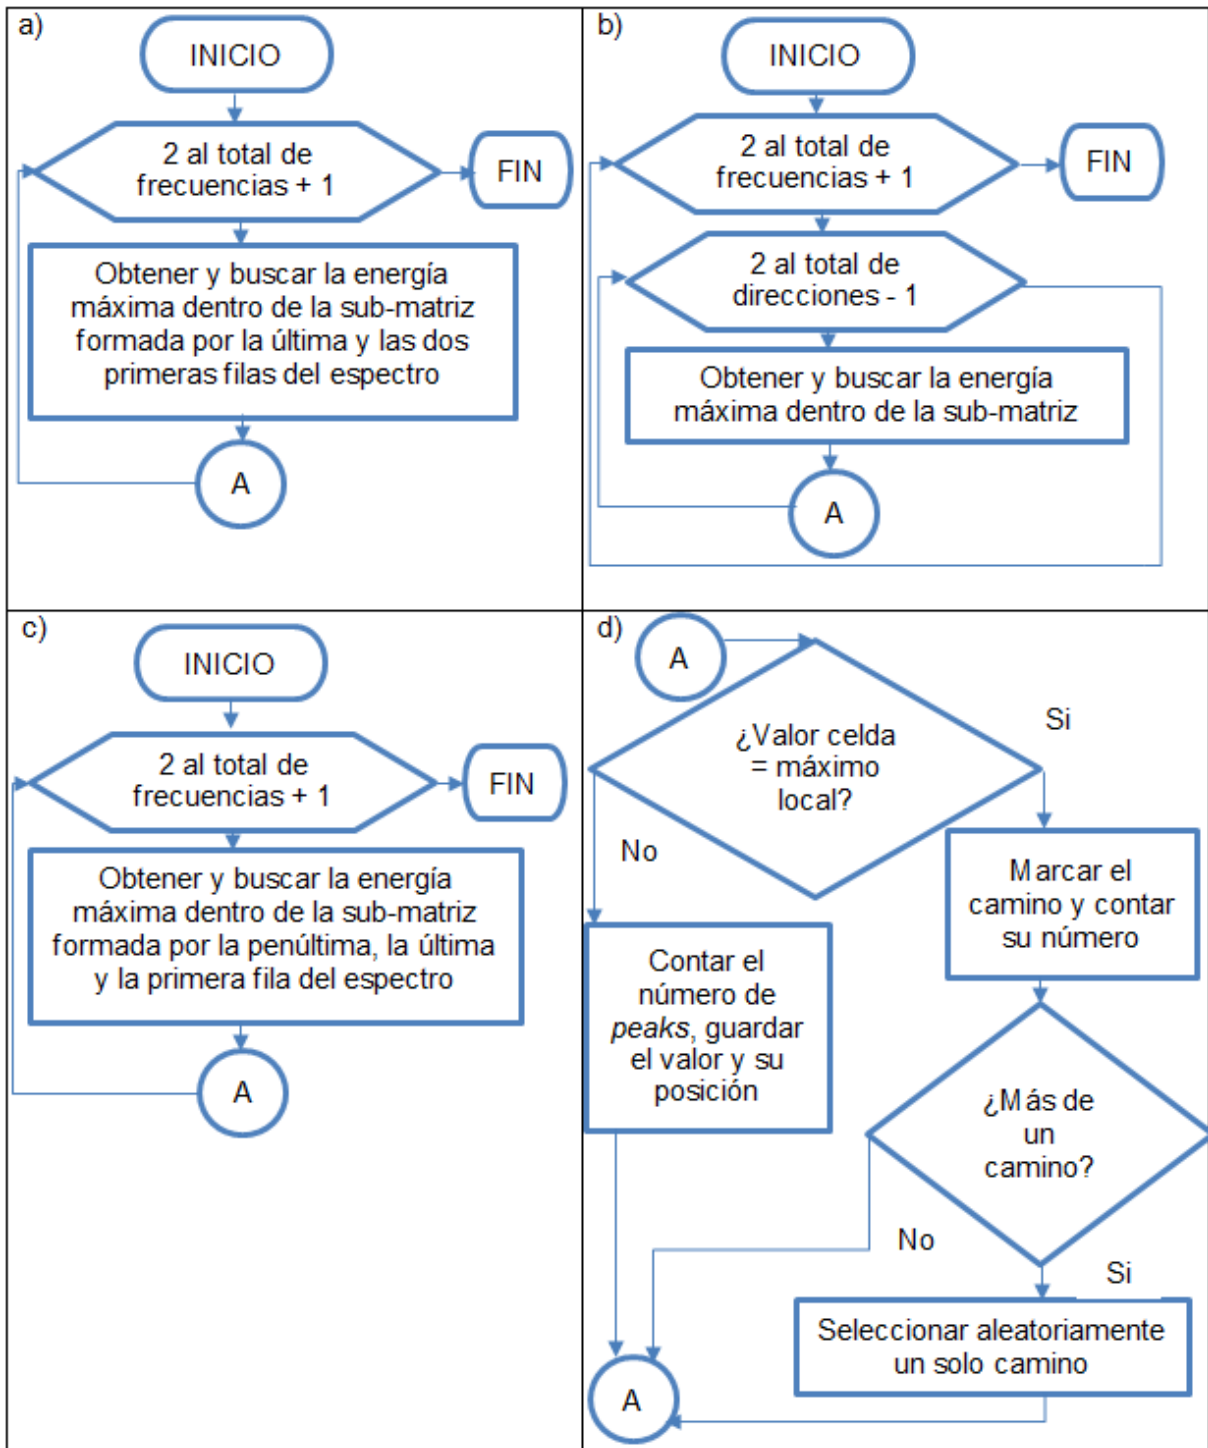 a)
INICIO
2 al total de
frecuencias + 1
FIN
Obtener y buscar la energía
máxima dentro de la sub-matriz
formada por la última y las dos
primeras filas del espectro
A
b)
INICIO
2 al total de
frecuencias + 1
FIN
2 al total de
direcciones - 1
Obtener y buscar la energía
máxima dentro de la sub-matriz
A
c)
INICIO
2 al total de
frecuencias + 1
FIN
Obtener y buscar la energía
máxima dentro de la sub-matriz
formada por la penúltima, la última
y la primera fila del espectro
A
d)
A
¿Valor celda
= máximo
local?
Si
No
Marcar el
camino y contar
su número
Contar el
número de
peaks, guardar
el valor y su
posición
¿Más de
un
camino?
No
Si
Seleccionar aleatoriamente
un solo camino
A